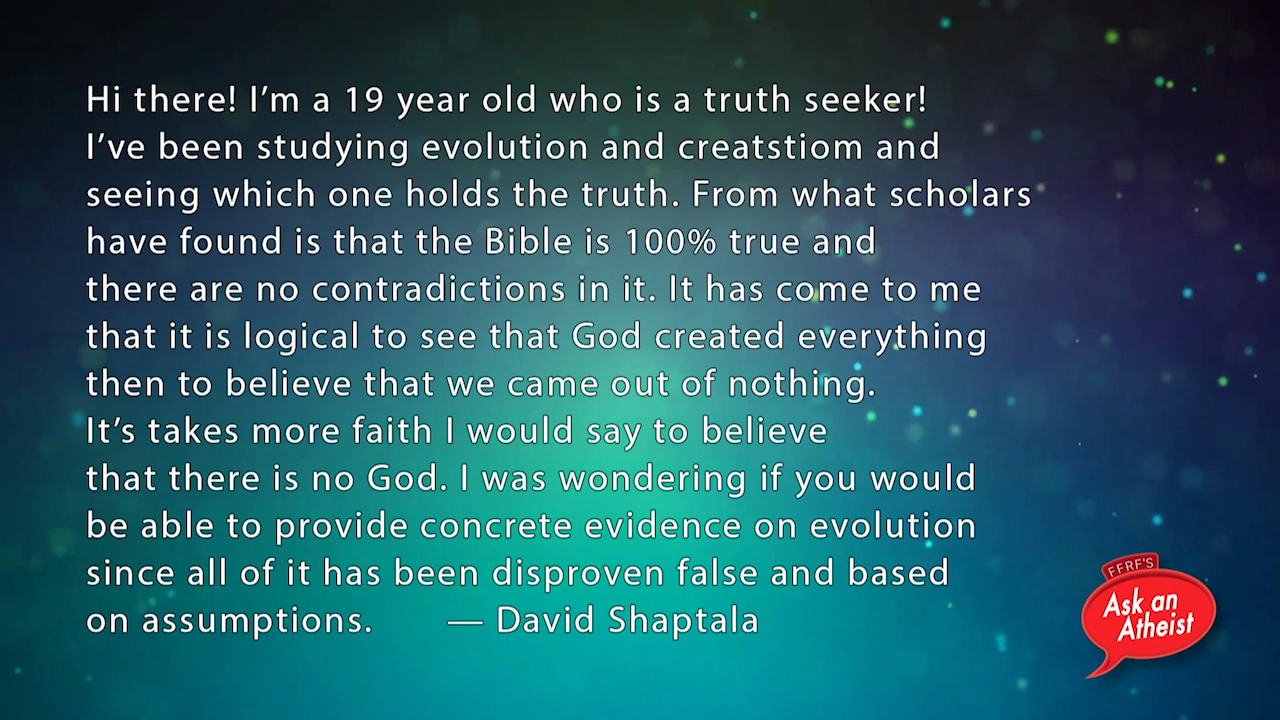 Hi there! I’m a 19 year old who is a truth seeker!
I’ve been studying evolution and creatstiom and
seeing which one holds the truth. From what scholars
have found is that the Bible is 100% true and
there are no contradictions in it. It has come to me
that it is logical to see that God created everything
then to believe that we came out of nothing.
It’s takes more faith I would say to believe
that there is no God. I was wondering if you would
be able to provide concrete evidence on evolution
since all of it has been disproven false and based
on assumptions. — David Shaptala
FFRF'S
Ask an
Atheist